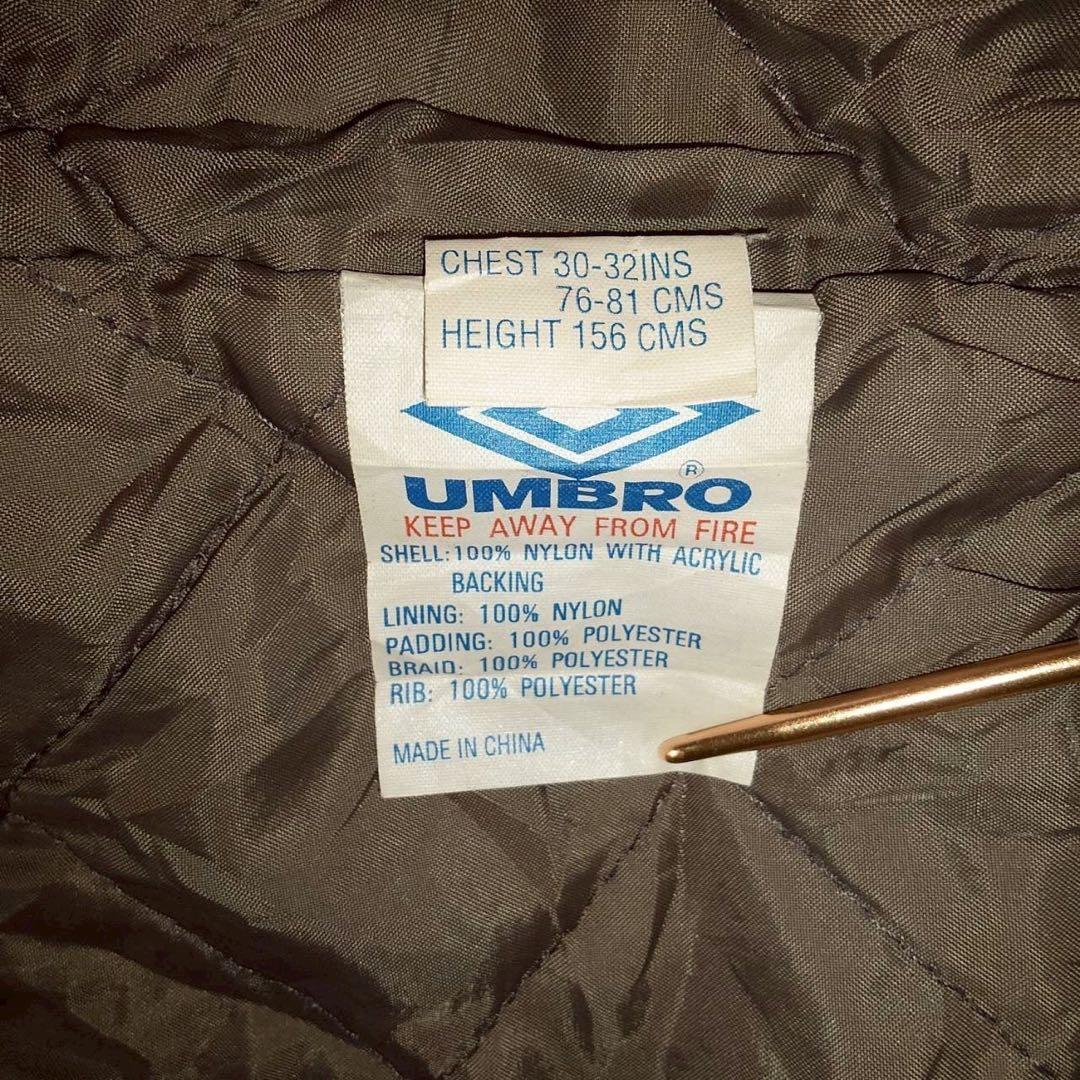 CHEST 30-32INS
76-81 CMS
HEIGHT 156 CMS
UMBRO®
KEEP AWAY FROM FIRE
SHELL: 100% NYLON WITH ACRYLIC
BACKING
LINING: 100% NYLON
PADDING: 100% POLYESTER
BRAID: 100% POLYESTER
RIB: 100% POLYESTER
MADE IN CHINA